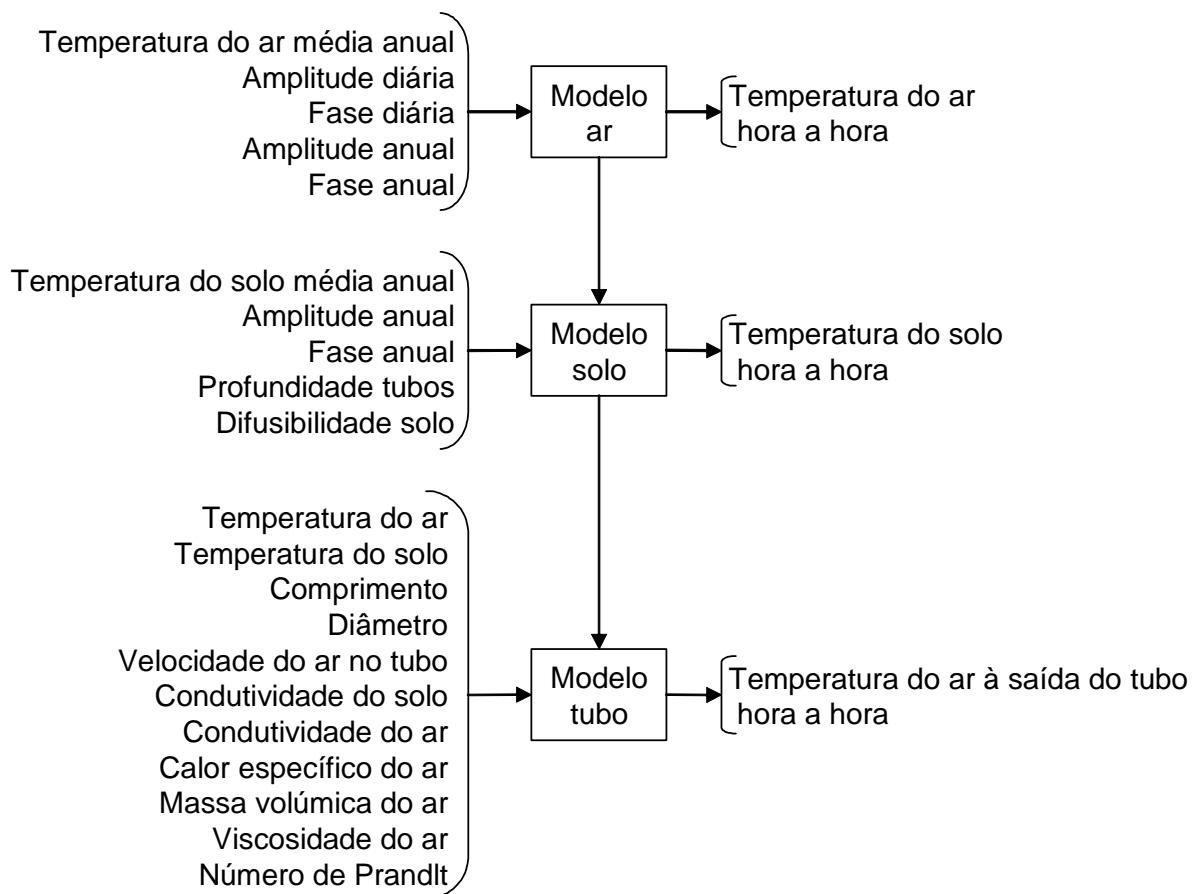 Temperatura do ar média anual
Amplitude diária
Fase diária
Amplitude anual
Fase anual
Modelo
ar
Temperatura do ar
hora a hora
Temperatura do solo média anual
Amplitude anual
Fase anual
Profundidade tubos
Difusibilidade solo
Modelo
solo
Temperatura do solo
hora a hora
Temperatura do ar
Temperatura do solo
Comprimento
Diâmetro
Velocidade do ar no tubo
Condutividade do solo
Condutividade do ar
Calor específico do ar
Massa volúmica do ar
Viscosidade do ar
Número de Prandlt
Modelo
tubo
Temperatura do ar à saída do tubo
hora a hora